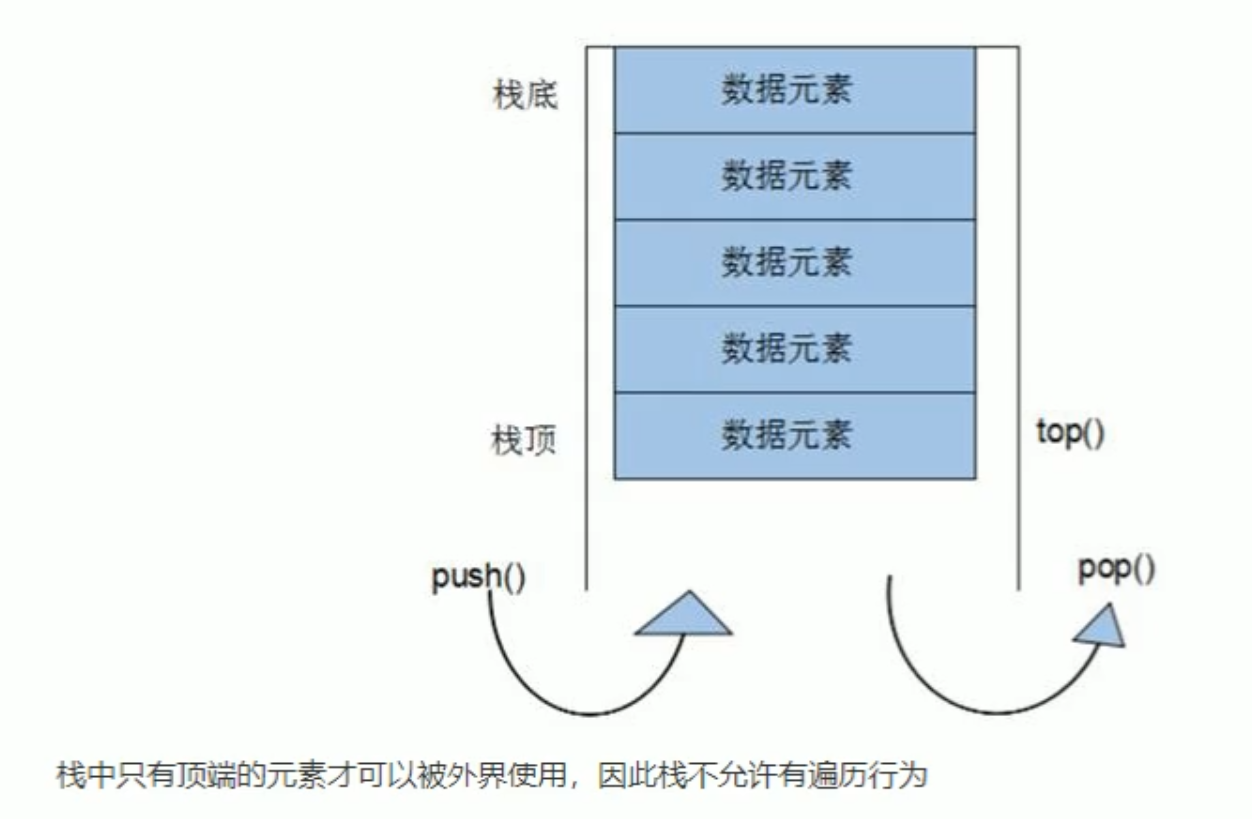 栈底
数据元素
数据元素
数据元素
数据元素
栈顶
数据元素
top()
push()
pop()
栈中只有顶端的元素才可以被外界使用，因此栈不允许有遍历行为